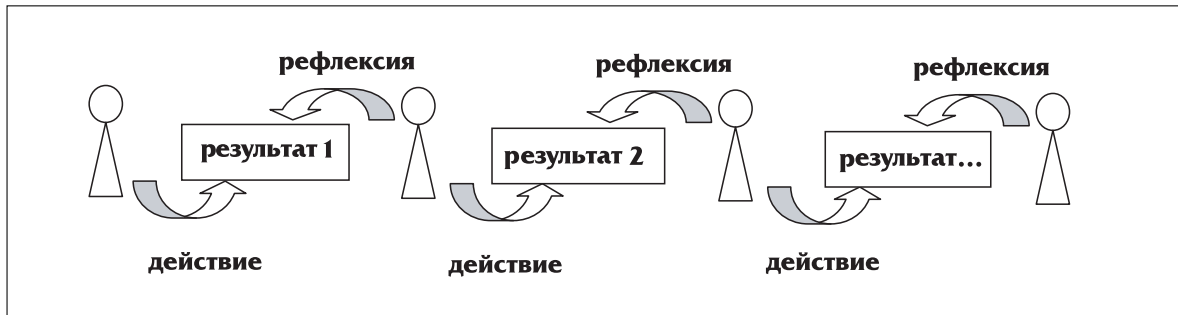 рефлексия
рефлексия
рефлексия
результат 1
результат 2
результат...
действие
действие
действие